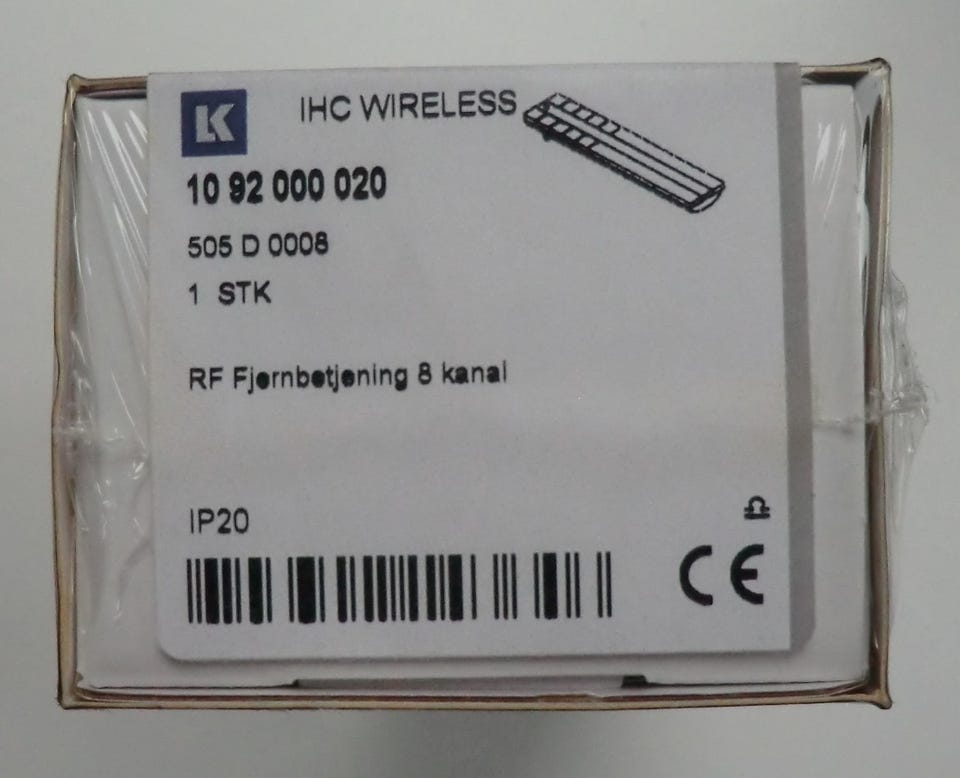 LK IHC WIRELESS
10 92 000 020
505 D 0008
1 STK
RF Fjernbetjening 8 kanal
IP20
CE